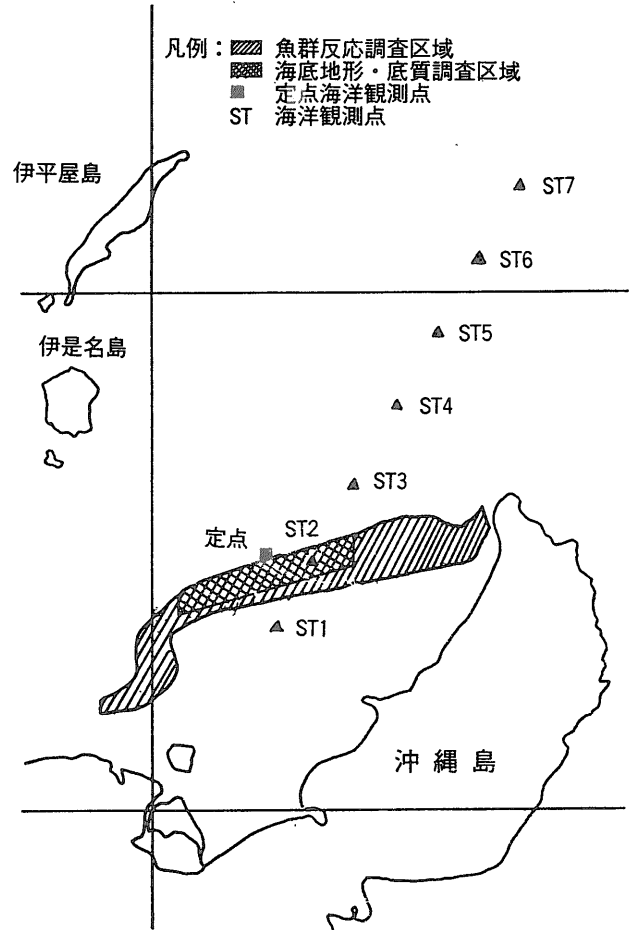 凡例：魚群反応調査区域
海底地形・底質調査区域
定点海洋観測点
ST 海洋観測点
伊平屋島
ST7
ST6
伊是名島
ST5
ST4
ST3
定点
ST2
ST1
沖縄島